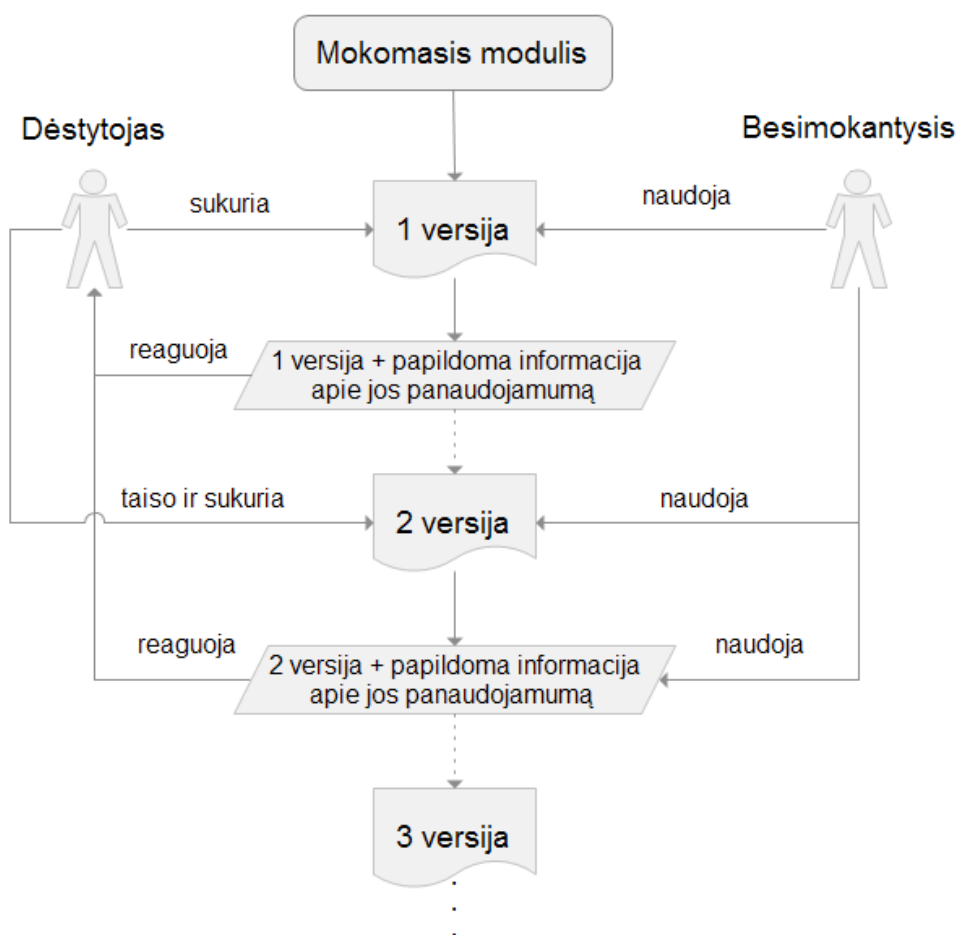 Mokomasis modulis
Dėstytojas
Besimokantysis
sukuria
naudoja
1 versija
reaguoja
1 versija + papildoma informacija
apie jos panaudojamumą
taiso ir sukuria
naudoja
2 versija
reaguoja
naudoja
2 versija + papildoma informacija
apie jos panaudojamumą
3 versija
.
.
.